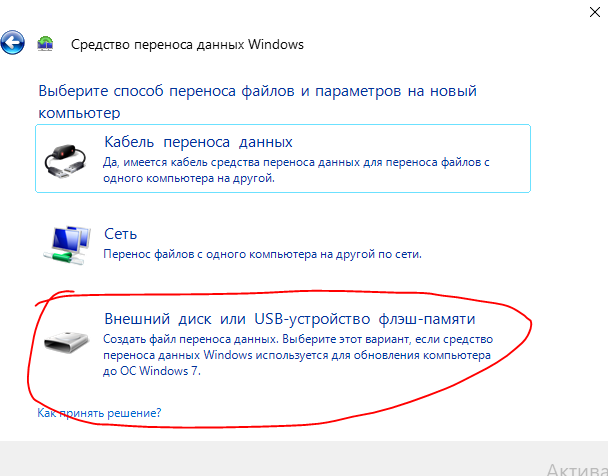 Средство переноса данных Windows
Выберите способ переноса файлов и параметров на новый
компьютер
Кабель переноса данных
Да, имеется кабель средства переноса данных для переноса файлов с
одного компьютера на другой.
Сеть
Перенос файлов с одного компьютера на другой по сети.
Внешний диск или USB-устройство флэш-памяти
Создать файл переноса данных. Выберите этот вариант, если средство
переноса данных Windows используется для обновления компьютера
до ОС Windows 7.
Как принять решение?
Актива